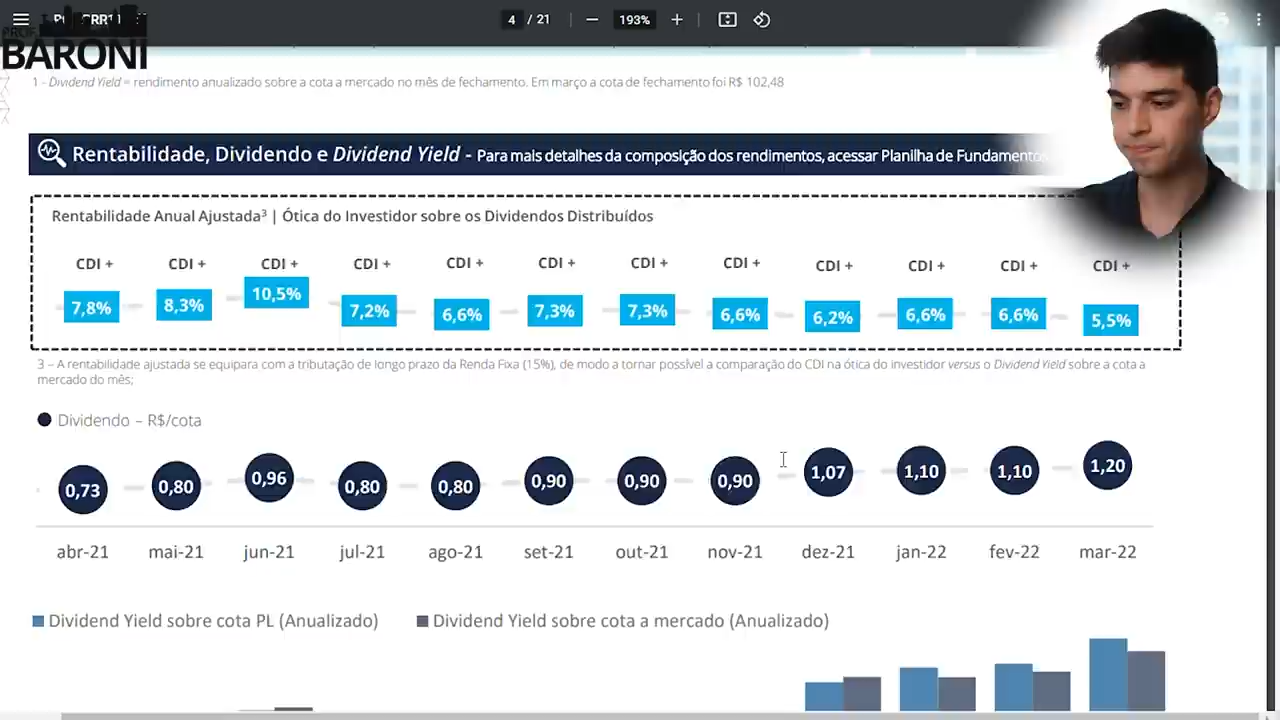 4 / 21
193%
BARONI
1 - Dividend Yield = rendimento anualizado sobre a cota a mercado no mês de fechamento. Em março a cota de fechamento foi R$ 102,48
Rentabilidade, Dividendo e Dividend Yield - Para mais detalhes da composição dos rendimentos, acessar Planilha de Fundamentos
Rentabilidade Anual Ajustada³ | Ótica do Investidor sobre os Dividendos Distribuídos
CDI + CDI + CDI + CDI + CDI + CDI + CDI + CDI + CDI + CDI + CDI + CDI +
7,8% 8,3% 10,5% 7,2% 6,6% 7,3% 7,3% 6,6% 6,2% 6,6% 6,6% 5,5%
3 – A rentabilidade ajustada se equipara com a tributação de longo prazo da Renda Fixa (15%), de modo a tornar possível a comparação do CDI na ótica do investidor versus o Dividend Yield sobre a cota a
mercado do mês;
Dividendo – R$/cota
0,73 0,80 0,96 0,80 0,80 0,90 0,90 0,90 1,07 1,10 1,10 1,20
abr-21 mai-21 jun-21 jul-21 ago-21 set-21 out-21 nov-21 dez-21 jan-22 fev-22 mar-22
Dividend Yield sobre cota PL (Anualizado) Dividend Yield sobre cota a mercado (Anualizado)